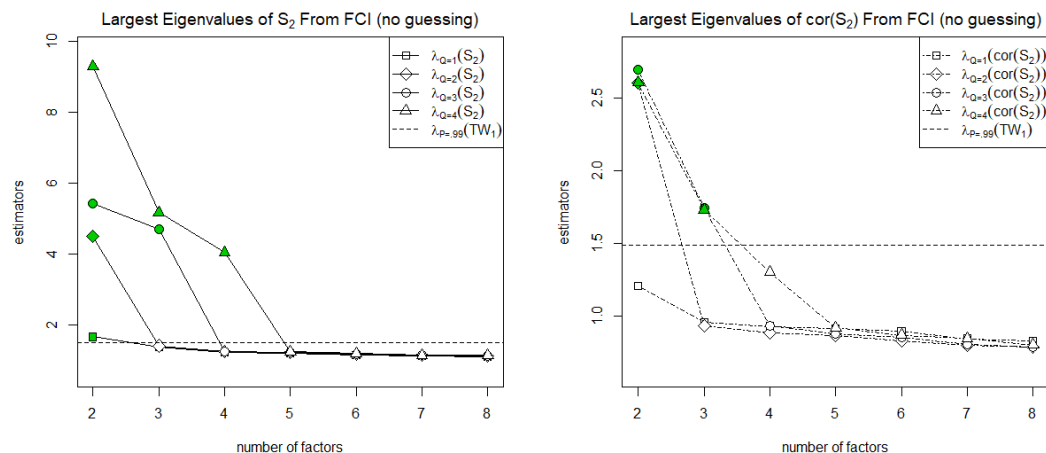 Largest Eigenvalues of S₂ From FCI (no guessing)
estimators
10
8
6
4
2
λQ=1(S₂)
λQ=2(S₂)
λQ=3(S₂)
λQ=4(S₂)
λP=.99(TW₁)
2 3 4 5 6 7 8
number of factors
Largest Eigenvalues of cor(S₂) From FCI (no guessing)
estimators
2.5
2.0
1.5
1.0
λQ=1(cor(S₂))
λQ=2(cor(S₂))
λQ=3(cor(S₂))
λQ=4(cor(S₂))
λP=.99(TW₁)
2 3 4 5 6 7 8
number of factors